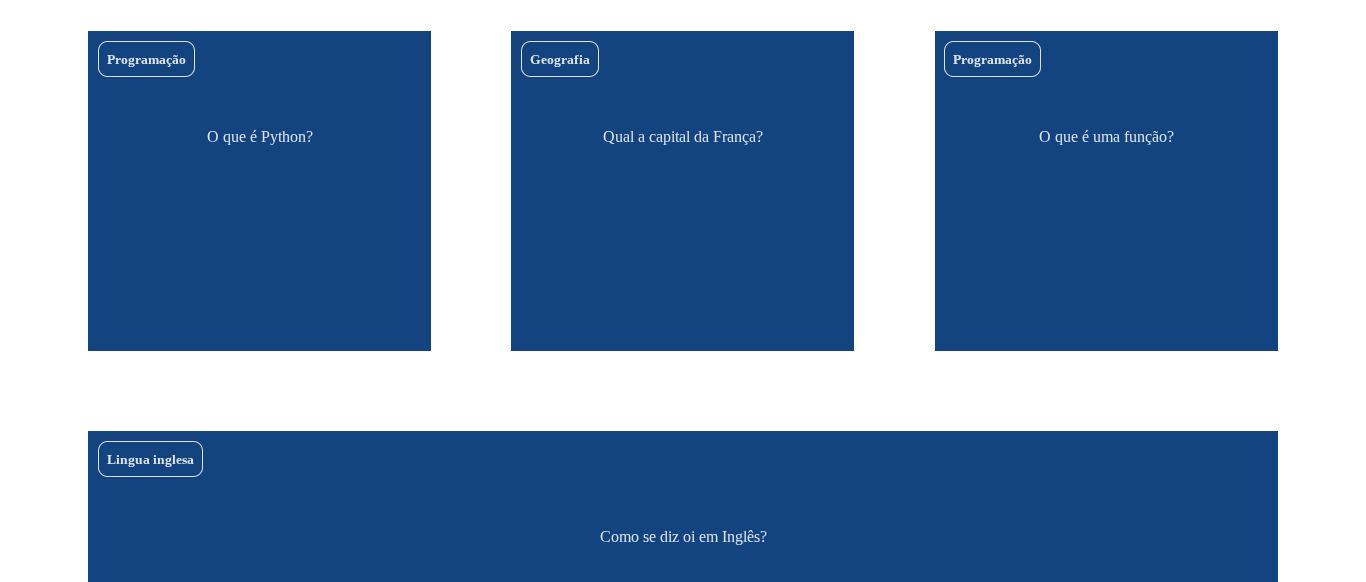 Programação
O que é Python?
Geografia
Qual a capital da França?
Programação
O que é uma função?
Lingua inglesa
Como se diz oi em Inglês?